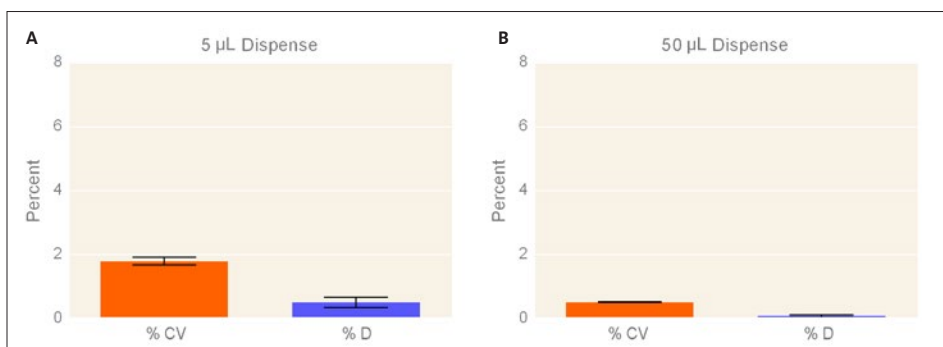 A
5 µL Dispense
8
6
4
2
0
Percent
% CV
% D
B
50 µL Dispense
8
6
4
2
0
Percent
% CV
% D